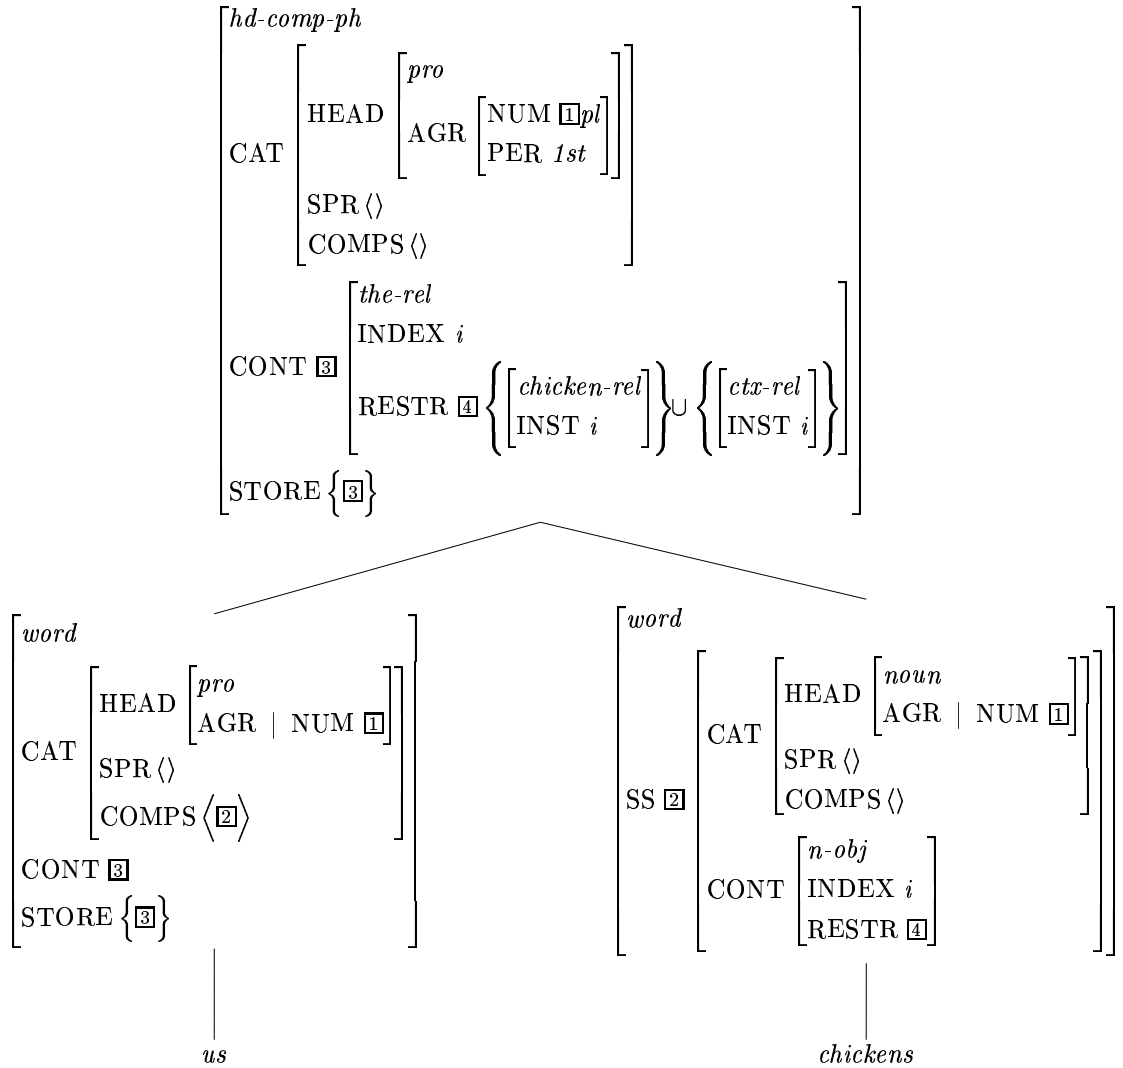 hd-comp-ph
pro
HEAD
NUM 1 pl
AGR
CAT
PER 1st
SPR ⟨⟩
COMPS ⟨⟩
the-rel
INDEX i
CONT 3
chicken-rel ctx-rel
RESTR 4 { } ∪ { }
INST i INST i
STORE {3}
word
pro
HEAD
AGR | NUM 1
CAT
SPR ⟨⟩
COMPS ⟨2⟩
CONT 3
STORE {3}
us
word
noun
HEAD
AGR | NUM 1
CAT
SPR ⟨⟩
COMPS ⟨⟩
SS 2
n-obj
CONT INDEX i
RESTR 4
chickens